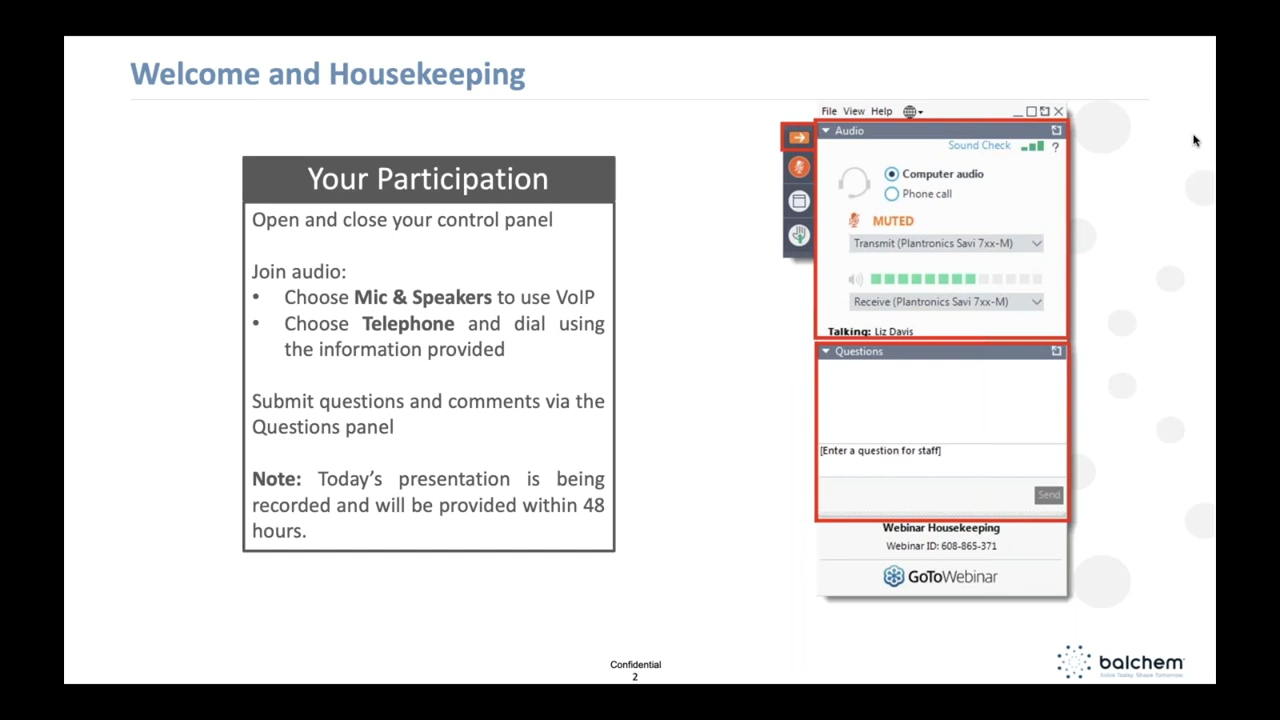 Welcome and Housekeeping
Your Participation
Open and close your control panel
Join audio:
• Choose Mic & Speakers to use VoIP
• Choose Telephone and dial using
the information provided
Submit questions and comments via the
Questions panel
Note: Today's presentation is being
recorded and will be provided within 48
hours.
File View Help
Audio
Sound Check ?
Computer audio
Phone call
MUTED
Transmit (Plantronics Savi 7xx-M)
Receive (Plantronics Savi 7xx-M)
Talking: Liz Davis
Questions
[Enter a question for staff]
Send
Webinar Housekeeping
Webinar ID: 608-865-371
GoToWebinar
Confidential
2
balchem
Solve Today. Shape Tomorrow.